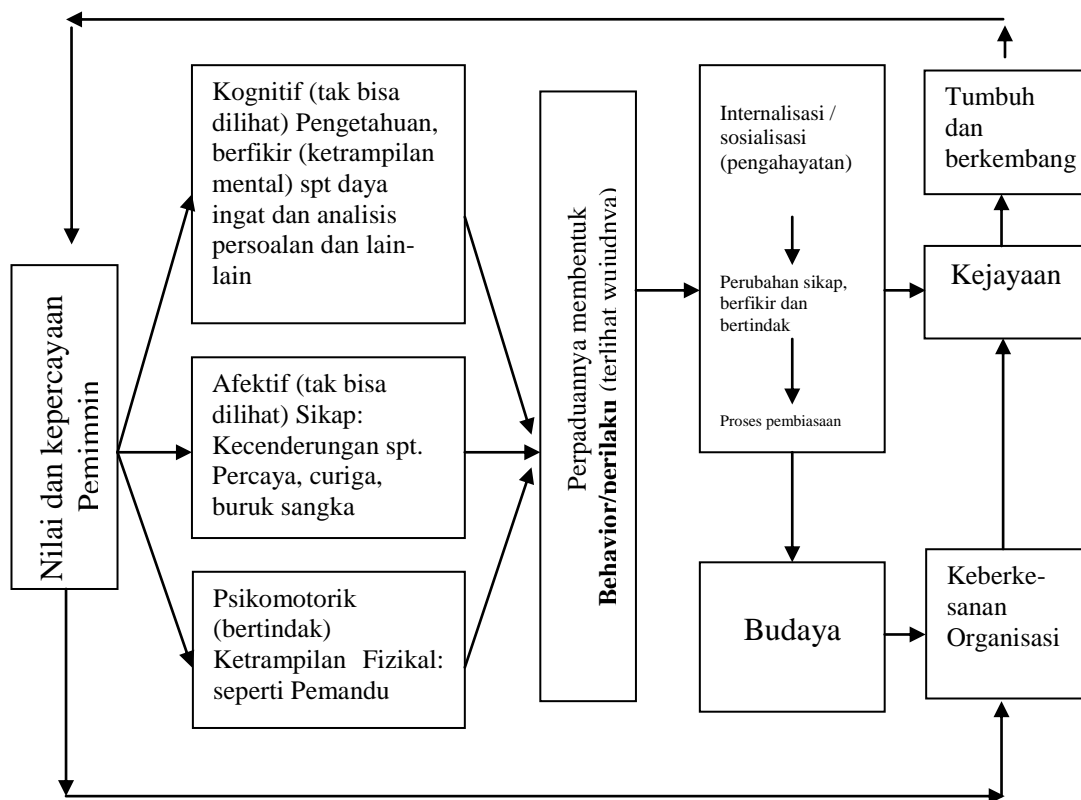 Nilai dan kepercayaan
Pemimpin
Kognitif (tak bisa
dilihat) Pengetahuan,
berfikir (ketrampilan
mental) spt daya
ingat dan analisis
persoalan dan lain-
lain
Afektif (tak bisa
dilihat) Sikap:
Kecenderungan spt.
Percaya, curiga,
buruk sangka
Psikomotorik
(bertindak)
Ketrampilan Fizikal:
seperti Pemandu
Perpaduannya membentuk
Behavior/perilaku (terlihat wujudnya)
Internalisasi /
sosialisasi
(pengahayatan)
Perubahan sikap,
berfikir dan
bertindak
Proses pembiasaan
Budaya
Tumbuh
dan
berkembang
Kejayaan
Keberke-
sanan
Organisasi